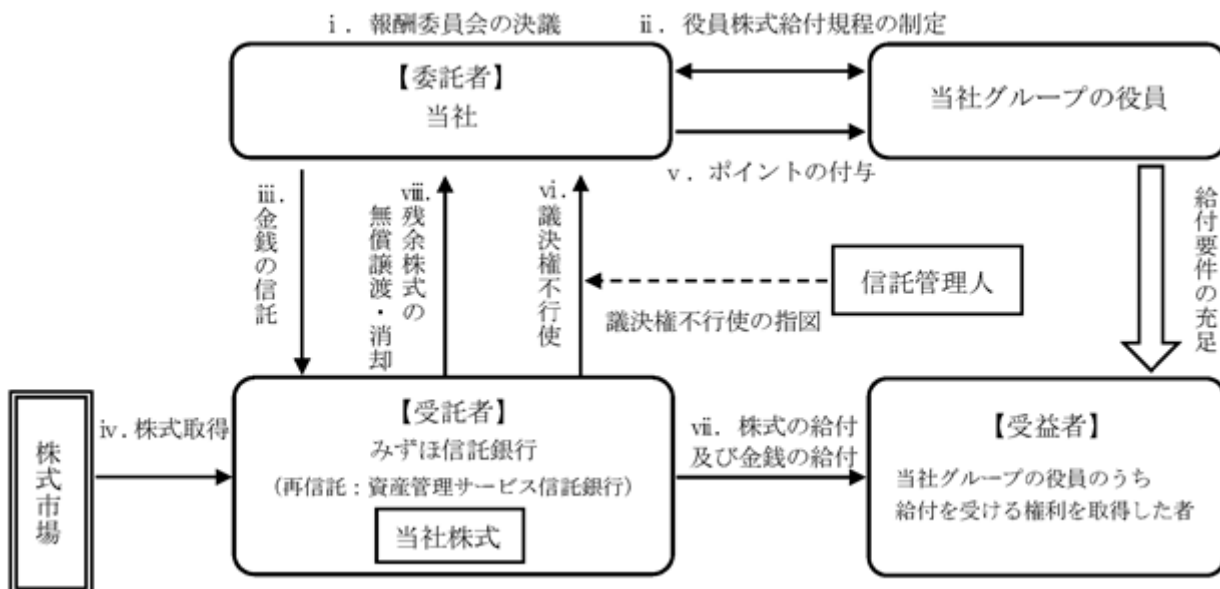 ⅰ．報酬委員会の決議
ⅱ．役員株式給付規程の制定
【委託者】
当社
当社グループの役員
ⅴ．ポイントの付与
ⅲ．金銭の信託
ⅷ．残余株式の
無償譲渡・消却
ⅵ．議決権不行使
信託管理人
議決権不行使の指図
給付要件の充足
株式市場
ⅳ．株式取得
【受託者】
みずほ信託銀行
（再信託：資産管理サービス信託銀行）
当社株式
ⅶ．株式の給付
及び金銭の給付
【受益者】
当社グループの役員のうち
給付を受ける権利を取得した者